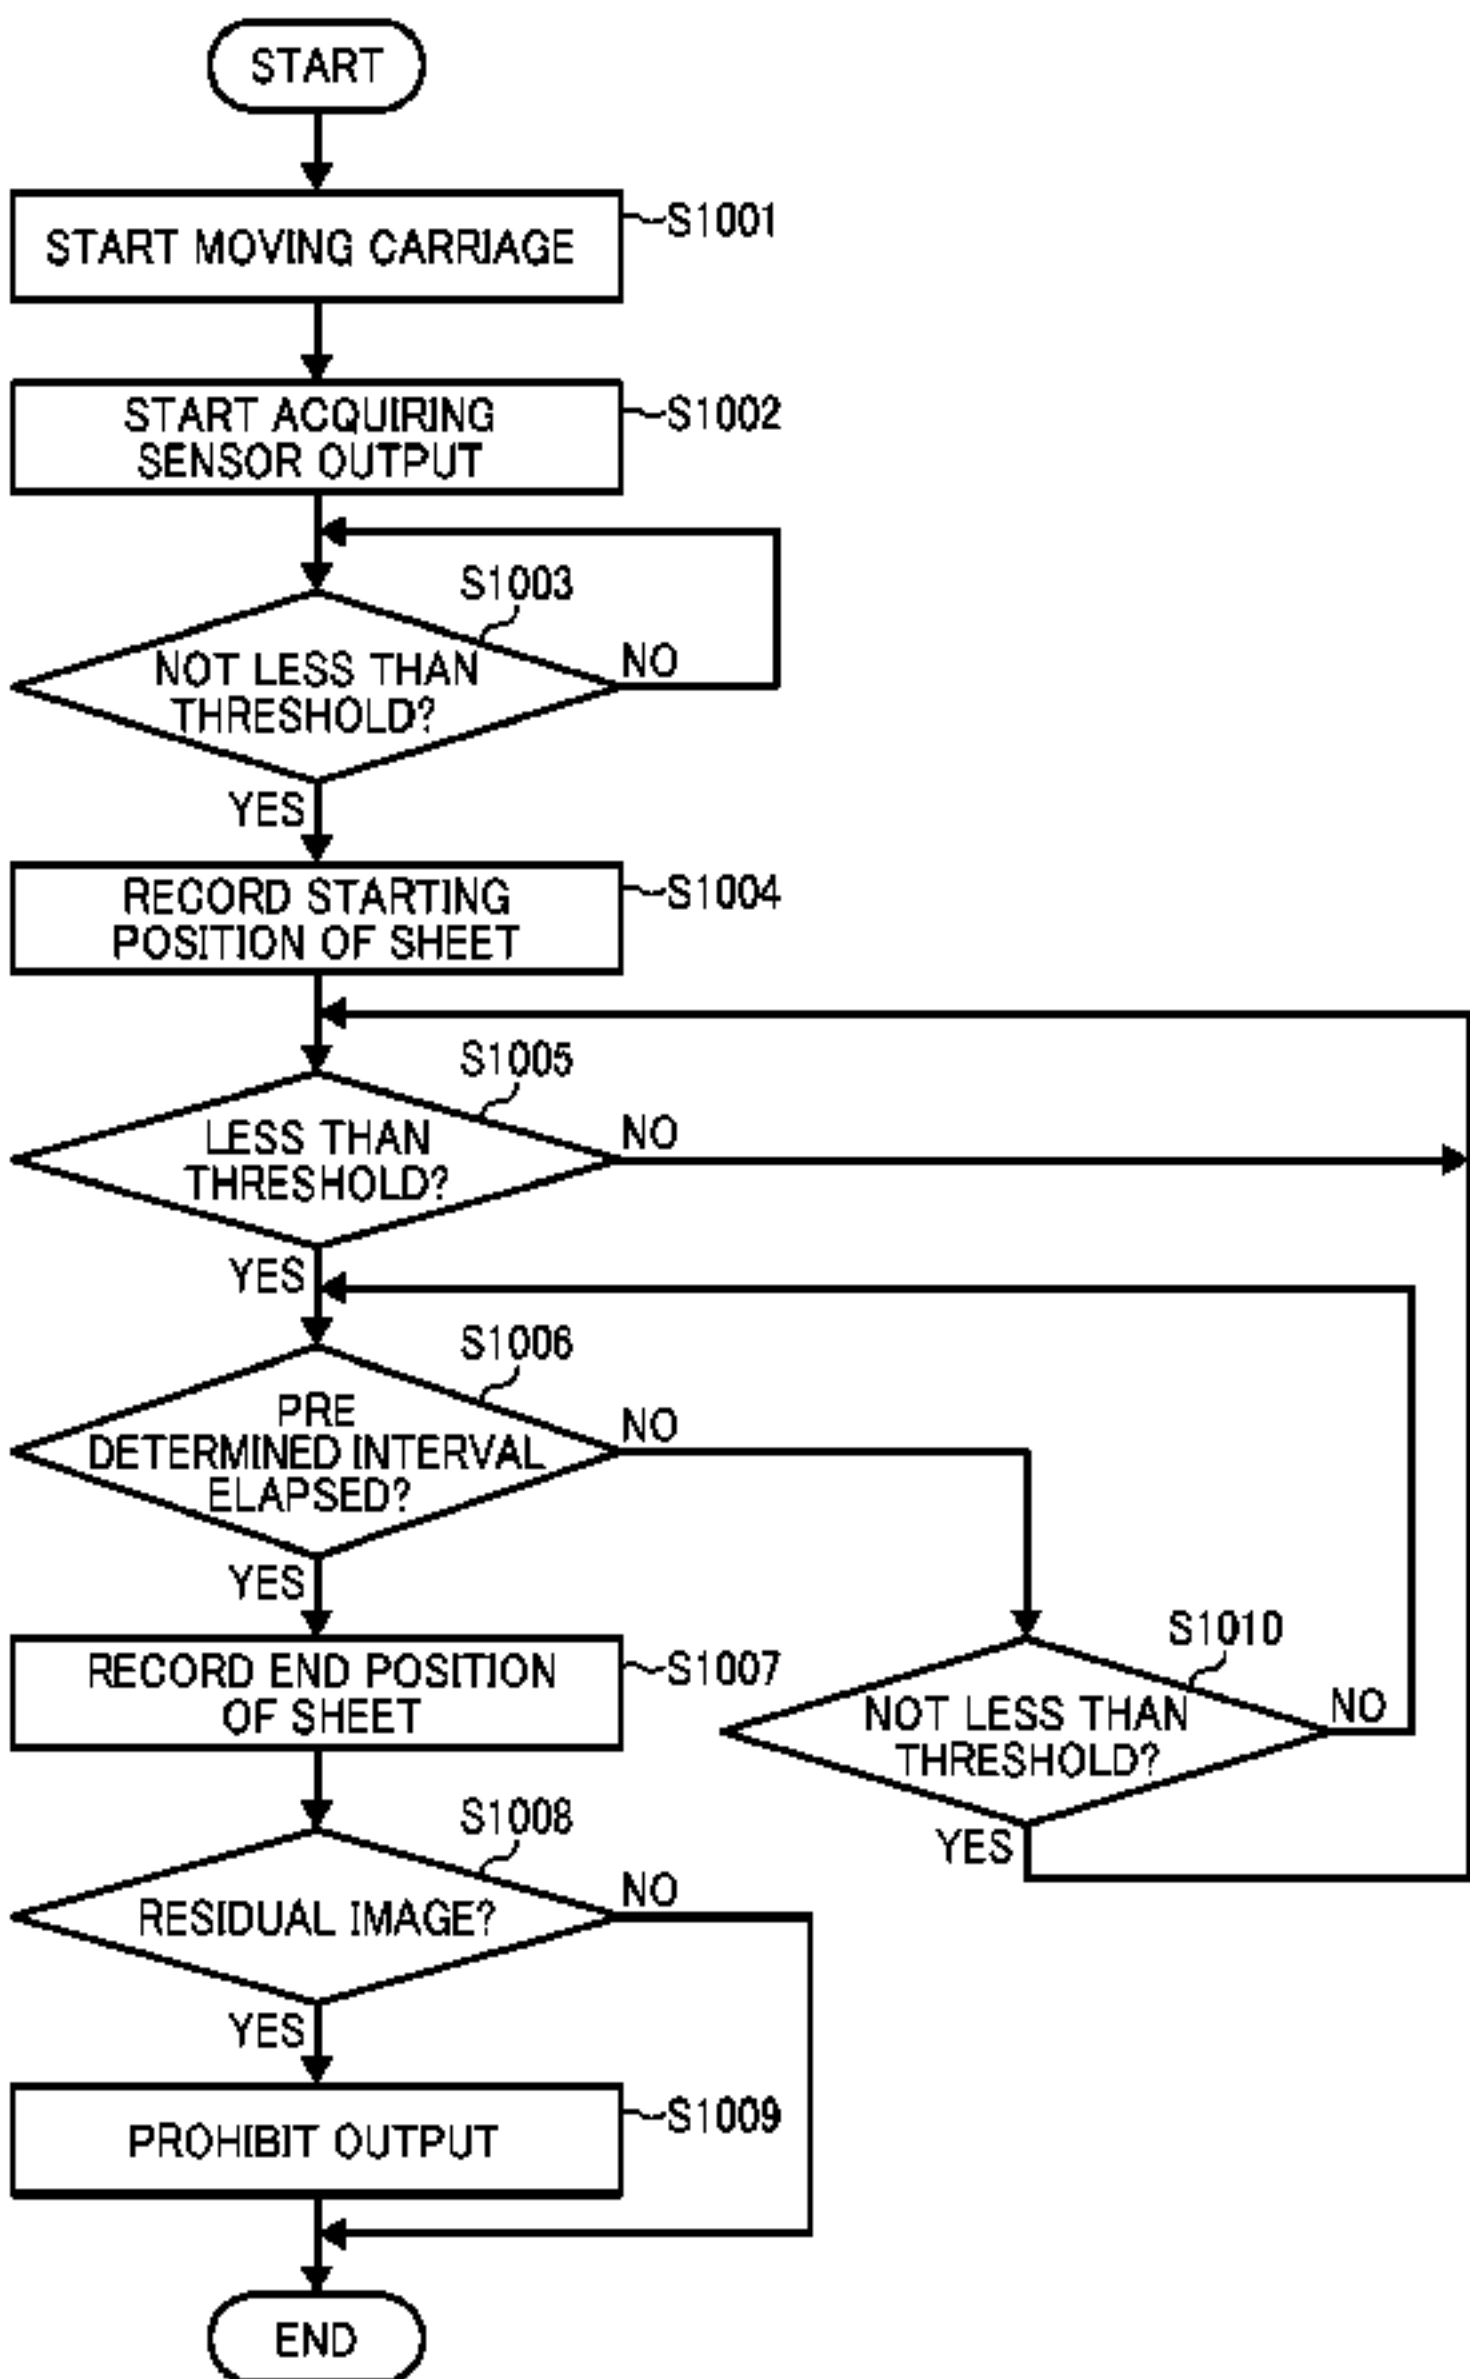 START
START MOVING CARRIAGE
S1001
START ACQUIRING
SENSOR OUTPUT
S1002
S1003
NOT LESS THAN
THRESHOLD?
NO
YES
RECORD STARTING
POSITION OF SHEET
S1004
S1005
LESS THAN
THRESHOLD?
NO
YES
S1006
PRE
DETERMINED INTERVAL
ELAPSED?
NO
YES
RECORD END POSITION
OF SHEET
S1007
S1010
NOT LESS THAN
THRESHOLD?
NO
YES
S1008
RESIDUAL IMAGE?
NO
YES
PROHIBIT OUTPUT
S1009
END